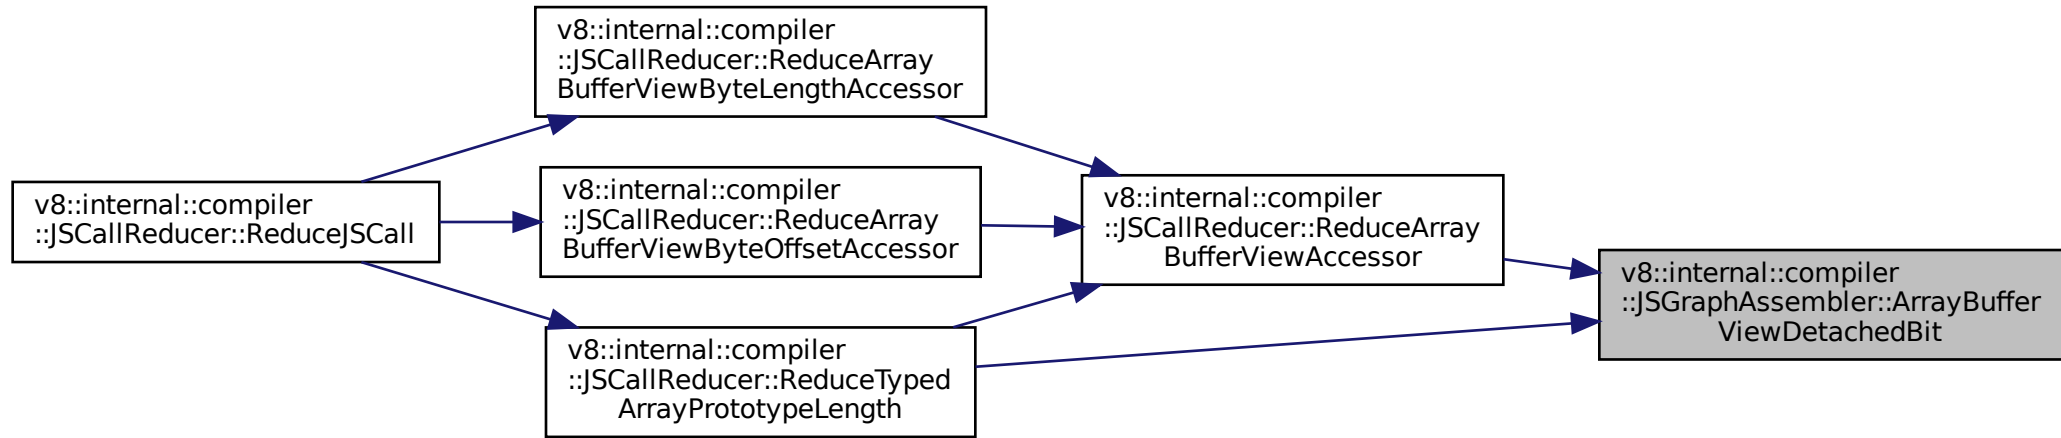 v8::internal::compiler
::JSCallReducer::ReduceJSCall
v8::internal::compiler
::JSCallReducer::ReduceArray
BufferViewByteLengthAccessor
v8::internal::compiler
::JSCallReducer::ReduceArray
BufferViewByteOffsetAccessor
v8::internal::compiler
::JSCallReducer::ReduceTyped
ArrayPrototypeLength
v8::internal::compiler
::JSCallReducer::ReduceArray
BufferViewAccessor
v8::internal::compiler
::JSGraphAssembler::ArrayBuffer
ViewDetachedBit